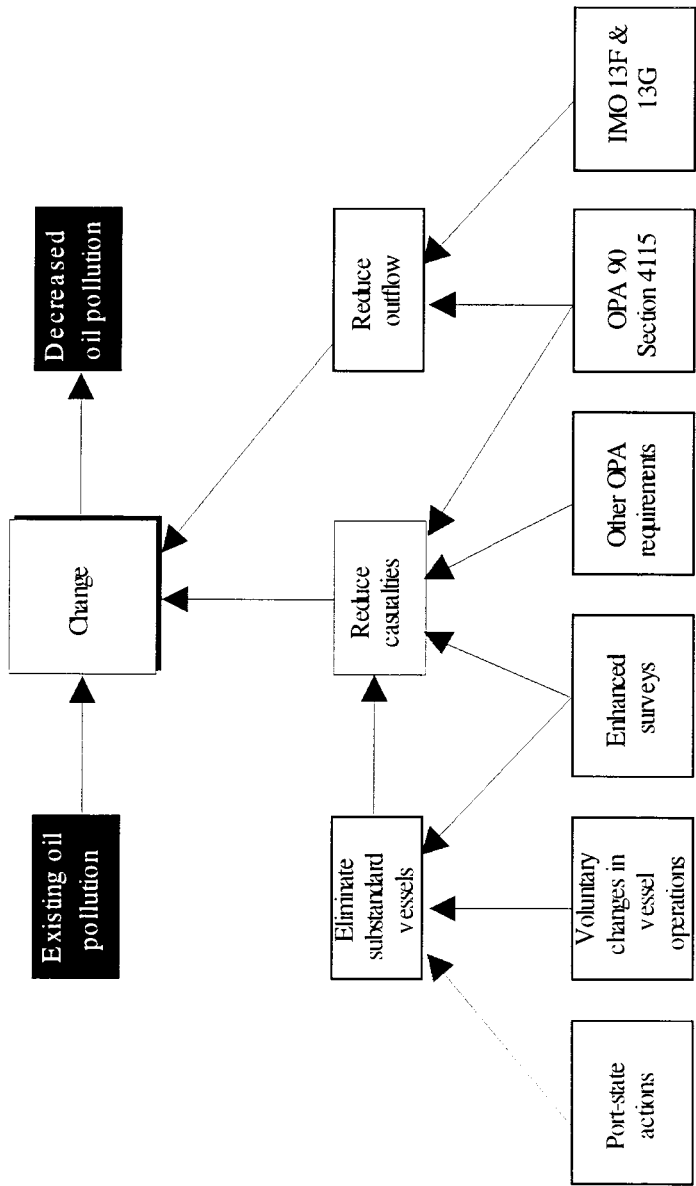 Existing oil
pollution
Change
Decreased
oil pollution
Eliminate
substandard
vessels
Reduce
casualties
Reduce
outflow
Port-state
actions
Voluntary
changes in
vessel
operations
Enhanced
surveys
Other OPA
requirements
OPA 90
Section 4115
IMO 13F &
13G